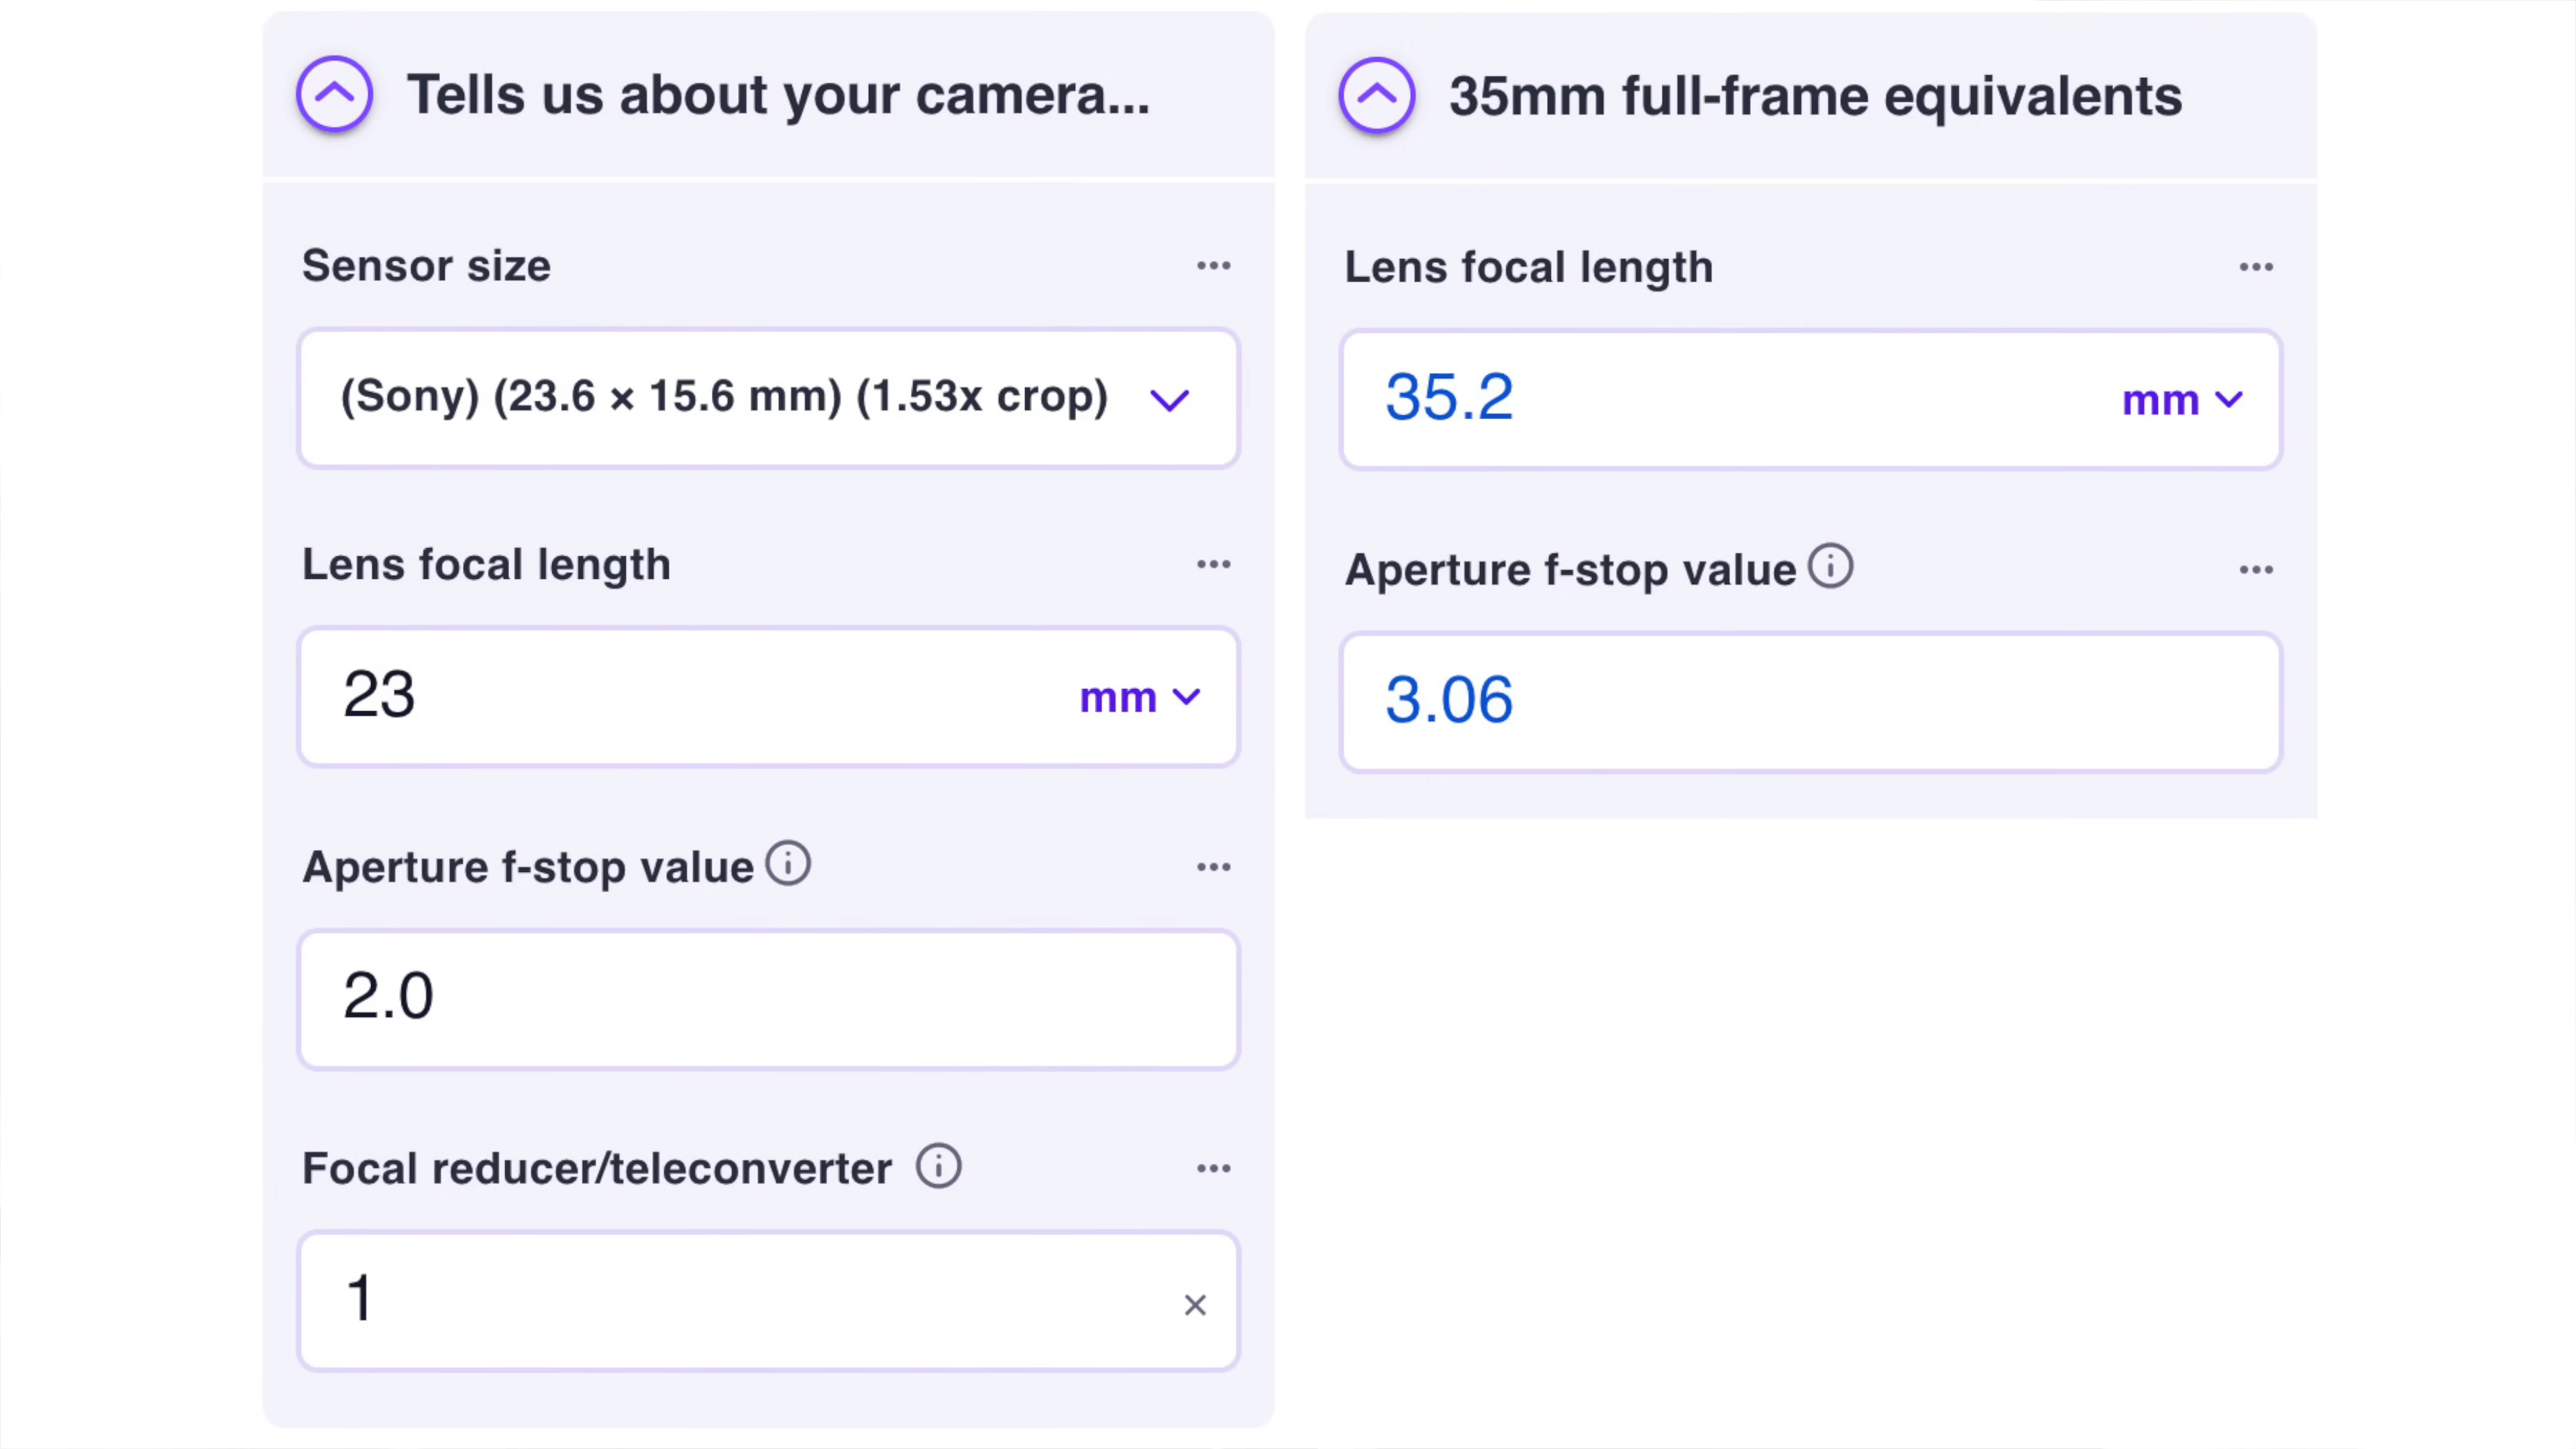 Tells us about your camera...
Sensor size
(Sony) (23.6 × 15.6 mm) (1.53x crop)
Lens focal length
23 mm
Aperture f-stop value
2.0
Focal reducer/teleconverter
1 ×
35mm full-frame equivalents
Lens focal length
35.2 mm
Aperture f-stop value
3.06